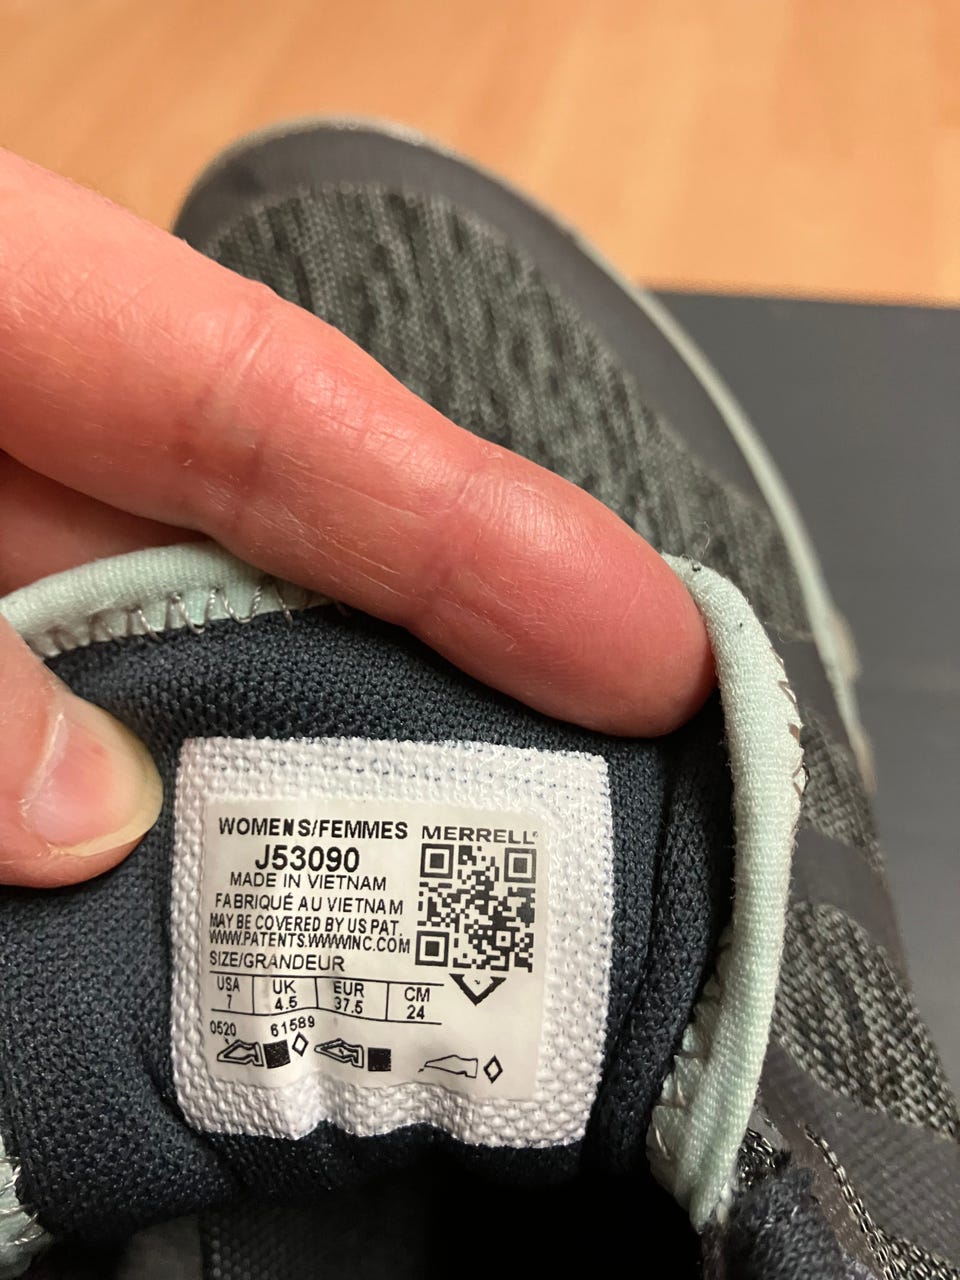 WOMENS/FEMMES MERRELL
J53090
MADE IN VIETNAM
FABRIQUÉ AU VIETNAM
MAY BE COVERED BY US PAT.
WWW.PATENTS.WWWINC.COM
SIZE/GRANDEUR
USA UK EUR CM
7 4.5 37.5 24
0520 61589